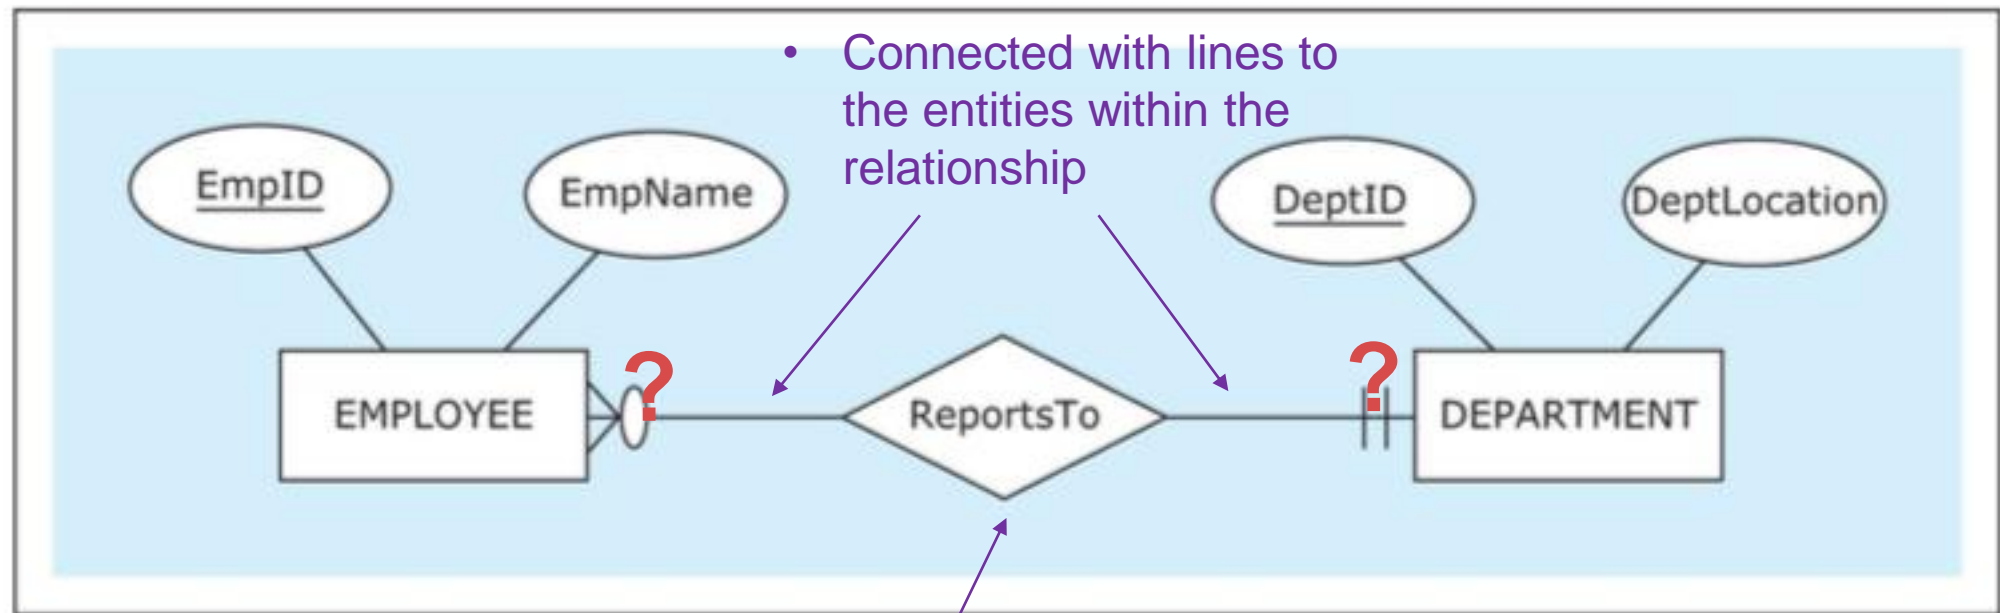 • Connected with lines to
the entities within the
relationship
EmpID
EmpName
DeptID
DeptLocation
?
?
EMPLOYEE
ReportsTo
DEPARTMENT